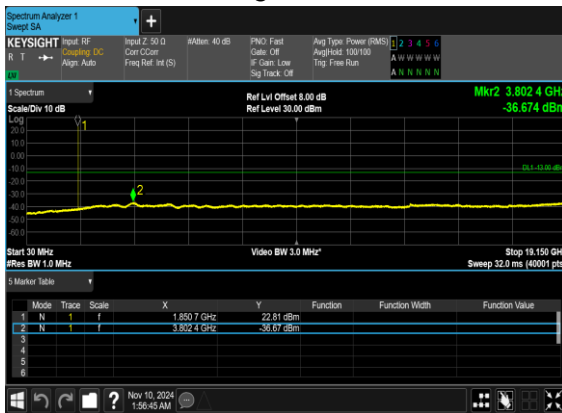 Spectrum Analyzer 1
Swept SA
KEYSIGHT Input: RF Input Z: 50 Ω #Atten: 40 dB PNO: Fast Avg Type: Power (RMS) 1 2 3 4 5 6
R T Coupling: DC Corr CCorr Gate: Off Avg|Hold: 100/100 A W W W W W
Align: Auto Freq Ref: Int (S) IF Gain: Low Trig: Free Run
Sig Track: Off A N N N N N
1 Spectrum
Scale/Div 10 dB Ref Lvl Offset 8.00 dB Mkr2 3.802 4 GHz
Ref Level 30.00 dBm -36.674 dBm
Log
1
20.0
10.0
0.00
-10.0
DL1 -13.00 dBm
-20.0
-30.0
2
-40.0
-50.0
-60.0
Start 30 MHz Video BW 3.0 MHz* Stop 19.150 GHz
#Res BW 1.0 MHz Sweep 32.0 ms (40001 pts)
5 Marker Table
Mode Trace Scale X Y Function Function Width Function Value
1 N 1 f 1.850 7 GHz 22.81 dBm
2 N 1 f 3.802 4 GHz -36.67 dBm
3
4
5
6
? Nov 10, 2024
1:56:45 AM